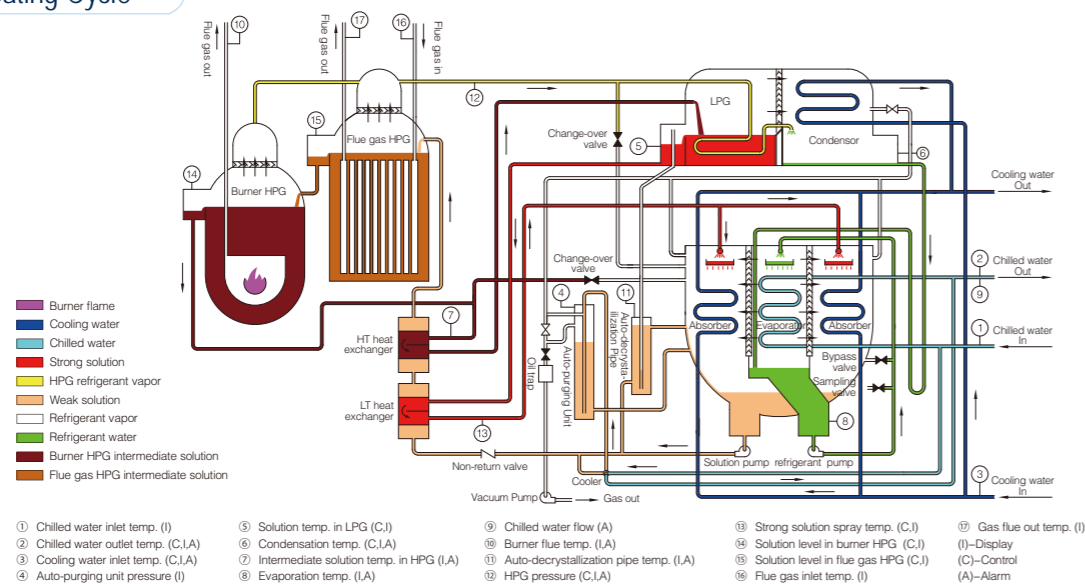 ating Cycle
Flue gas out
⑩
Flue gas out
⑰
⑯
Flue gas in
⑫
⑮
Flue gas HPG
⑭
Burner HPG
LPG
Condensor
Change-over
valve
⑤
⑥
Cooling water
Out
Change-over
valve
②
Chilled water
Out
⑨
④
⑪
Auto-decrysta-
lilization Pipe
Absorber
Evaporator
Absorber
①
Chilled water
In
Bypass
valve
Sampling
valve
⑦
HT heat
exchanger
Oil trap
Auto-purging Unit
LT heat
exchanger
⑧
⑬
Non-return valve
Solution pump
refrigerant pump
Cooler
③
Cooling water
In
Vacuum Pump
Gas out
Burner flame
Cooling water
Chilled water
Strong solution
HPG refrigerant vapor
Weak solution
Refrigerant vapor
Refrigerant water
Burner HPG intermediate solution
Flue gas HPG intermediate solution
① Chilled water inlet temp. (I)
② Chilled water outlet temp. (C,I,A)
③ Cooling water inlet temp. (C,I,A)
④ Auto-purging unit pressure (I)
⑤ Solution temp. in LPG (C,I)
⑥ Condensation temp. (C,I,A)
⑦ Intermediate solution temp. in HPG (I,A)
⑧ Evaporation temp. (I,A)
⑨ Chilled water flow (A)
⑩ Burner flue temp. (I,A)
⑪ Auto-decrystallization pipe temp. (I,A)
⑫ HPG pressure (C,I,A)
⑬ Strong solution spray temp. (C,I)
⑭ Solution level in burner HPG (C,I)
⑮ Solution level in flue gas HPG (C,I)
⑯ Flue gas inlet temp. (I)
⑰ Gas flue out temp. (I)
(I)–Display
(C)–Control
(A)–Alarm